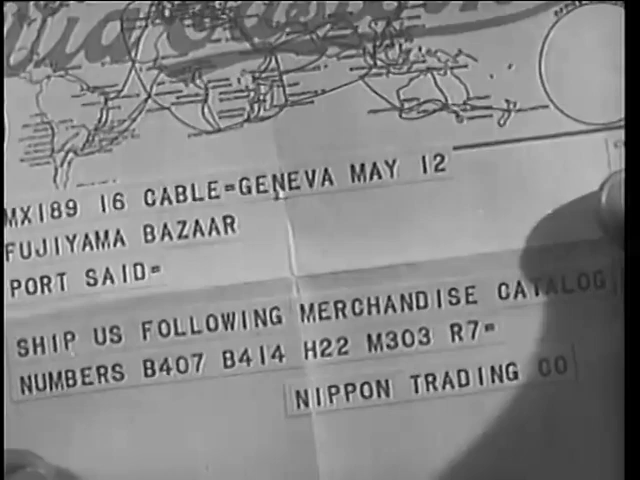 Via
MX189 16 CABLE=GENEVA MAY 12
FUJIYAMA BAZAAR
PORT SAID=
SHIP US FOLLOWING MERCHANDISE CATALOG
NUMBERS B407 B414 H22 M303 R7=
NIPPON TRADING CO